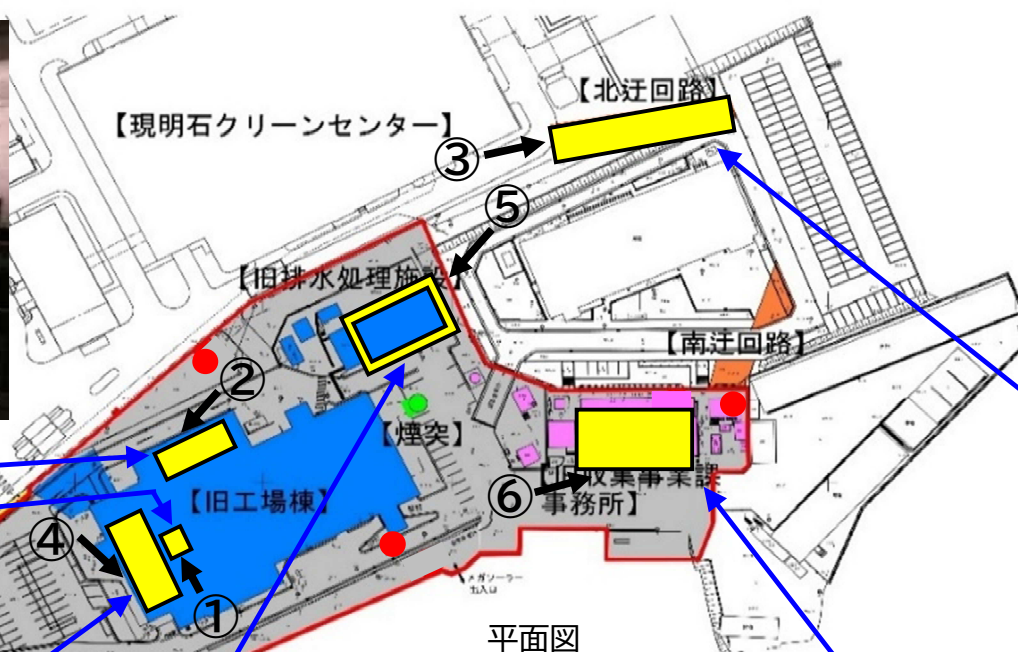 【北迂回路】
【現明石クリーンセンター】
③
⑤
【旧排水処理施設】
【南迂回路】
②
【煙突】
【旧工場棟】
【旧収集事業課
事務所】
⑥
④
①
メガソーラー
出入口
平面図